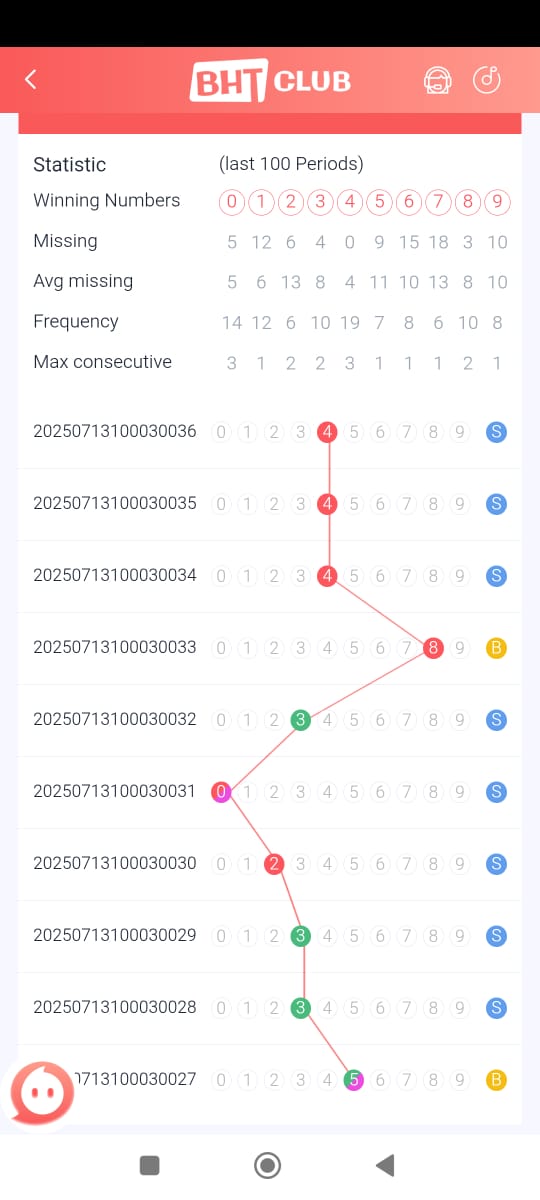 BHT CLUB
Statistic (last 100 Periods)
Winning Numbers 0 1 2 3 4 5 6 7 8 9
Missing 5 12 6 4 0 9 15 18 3 10
Avg missing 5 6 13 8 4 11 10 13 8 10
Frequency 14 12 6 10 19 7 8 6 10 8
Max consecutive 3 1 2 2 3 1 1 1 2 1
20250713100030036 0 1 2 3 4 5 6 7 8 9 S
20250713100030035 0 1 2 3 4 5 6 7 8 9 S
20250713100030034 0 1 2 3 4 5 6 7 8 9 S
20250713100030033 0 1 2 3 4 5 6 7 8 9 B
20250713100030032 0 1 2 3 4 5 6 7 8 9 S
20250713100030031 0 1 2 3 4 5 6 7 8 9 S
20250713100030030 0 1 2 3 4 5 6 7 8 9 S
20250713100030029 0 1 2 3 4 5 6 7 8 9 S
20250713100030028 0 1 2 3 4 5 6 7 8 9 S
0713100030027 0 1 2 3 4 5 6 7 8 9 B